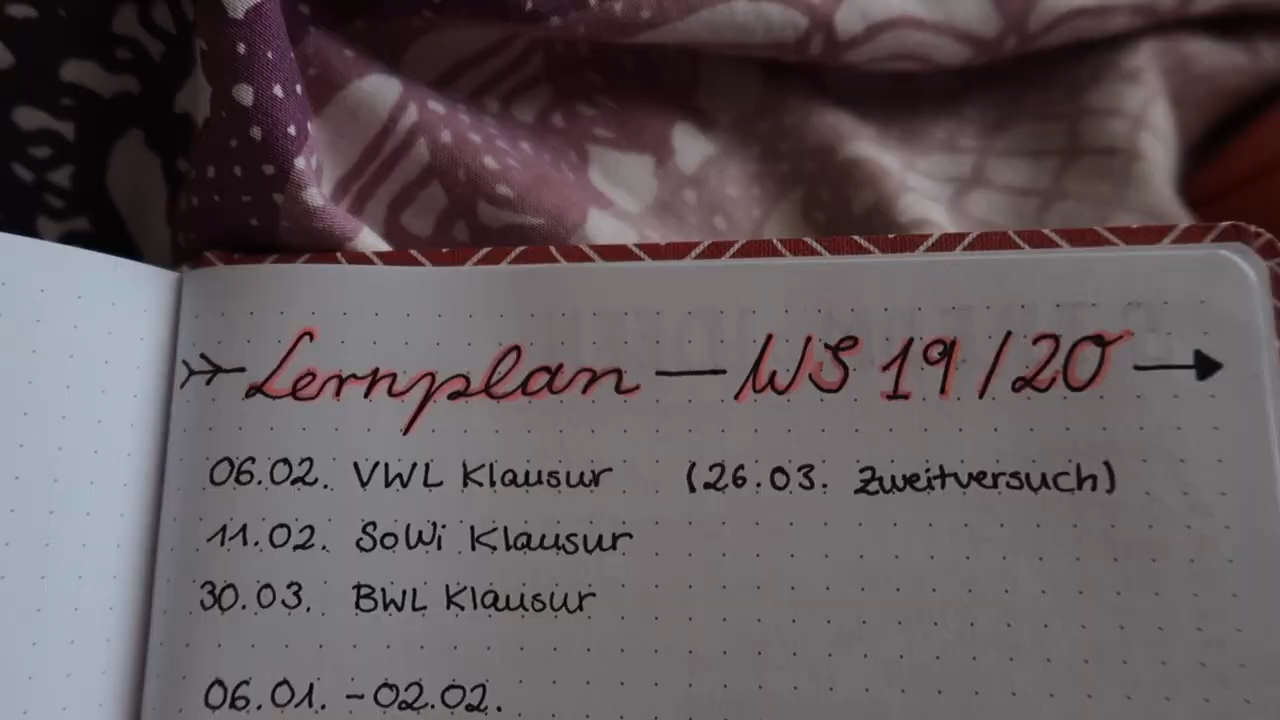 Lernplan — WS 19/20
06.02. VWL Klausur (26.03. Zweitversuch)
11.02. SoWi Klausur
30.03. BWL Klausur
06.01. - 02.02.